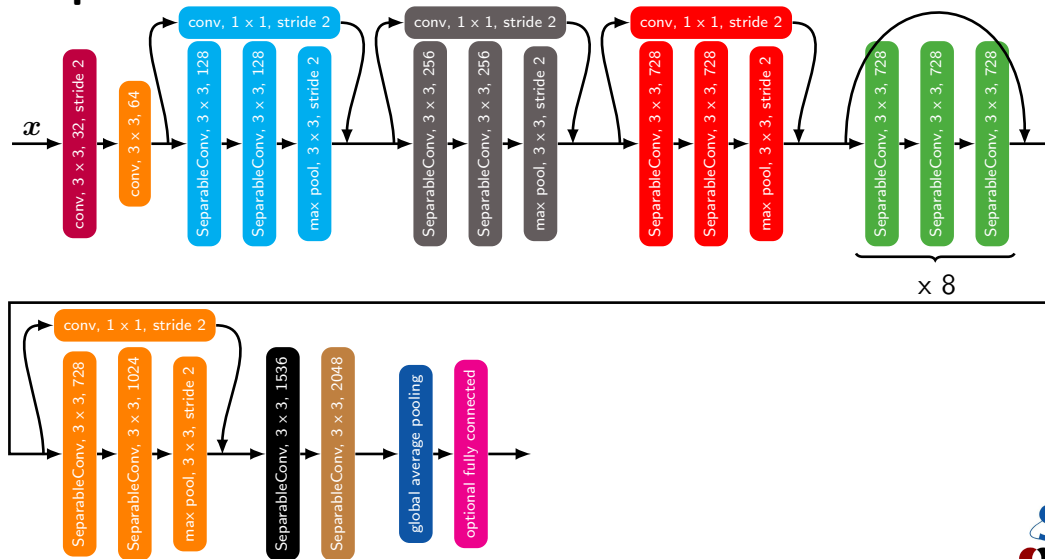 x
conv, 3 x 3, 32, stride 2
conv, 3 x 3, 64
conv, 1 x 1, stride 2
SeparableConv, 3 x 3, 128
SeparableConv, 3 x 3, 128
max pool, 3 x 3, stride 2
conv, 1 x 1, stride 2
SeparableConv, 3 x 3, 256
SeparableConv, 3 x 3, 256
max pool, 3 x 3, stride 2
conv, 1 x 1, stride 2
SeparableConv, 3 x 3, 728
SeparableConv, 3 x 3, 728
max pool, 3 x 3, stride 2
SeparableConv, 3 x 3, 728
SeparableConv, 3 x 3, 728
SeparableConv, 3 x 3, 728
x 8
conv, 1 x 1, stride 2
SeparableConv, 3 x 3, 728
SeparableConv, 3 x 3, 1024
max pool, 3 x 3, stride 2
SeparableConv, 3 x 3, 1536
SeparableConv, 3 x 3, 2048
global average pooling
optional fully connected